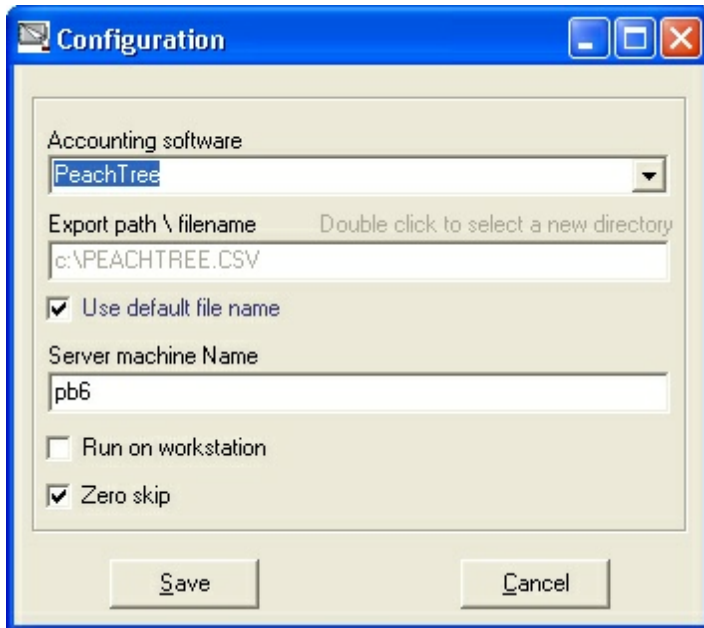 Configuration
Accounting software
PeachTree
Export path \ filename Double click to select a new directory
c:\PEACHTREE.CSV
Use default file name
Server machine Name
pb6
Run on workstation
Zero skip
Save Cancel